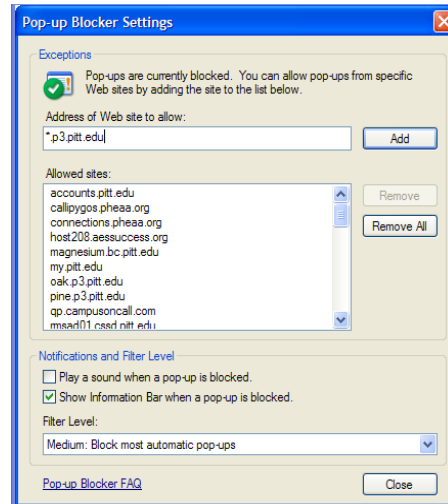 Pop-up Blocker Settings
Exceptions
Pop-ups are currently blocked. You can allow pop-ups from specific
Web sites by adding the site to the list below.
Address of Web site to allow:
*.p3.pitt.edu
Add
Allowed sites:
accounts.pitt.edu
callipygos.pheaa.org
connections.pheaa.org
host208.aessuccess.org
magnesium.bc.pitt.edu
my.pitt.edu
oak.p3.pitt.edu
pine.p3.pitt.edu
qp.campusoncall.com
rmsad01.cssd.pitt.edu
Remove
Remove All
Notifications and Filter Level
Play a sound when a pop-up is blocked.
Show Information Bar when a pop-up is blocked.
Filter Level:
Medium: Block most automatic pop-ups
Pop-up Blocker FAQ
Close